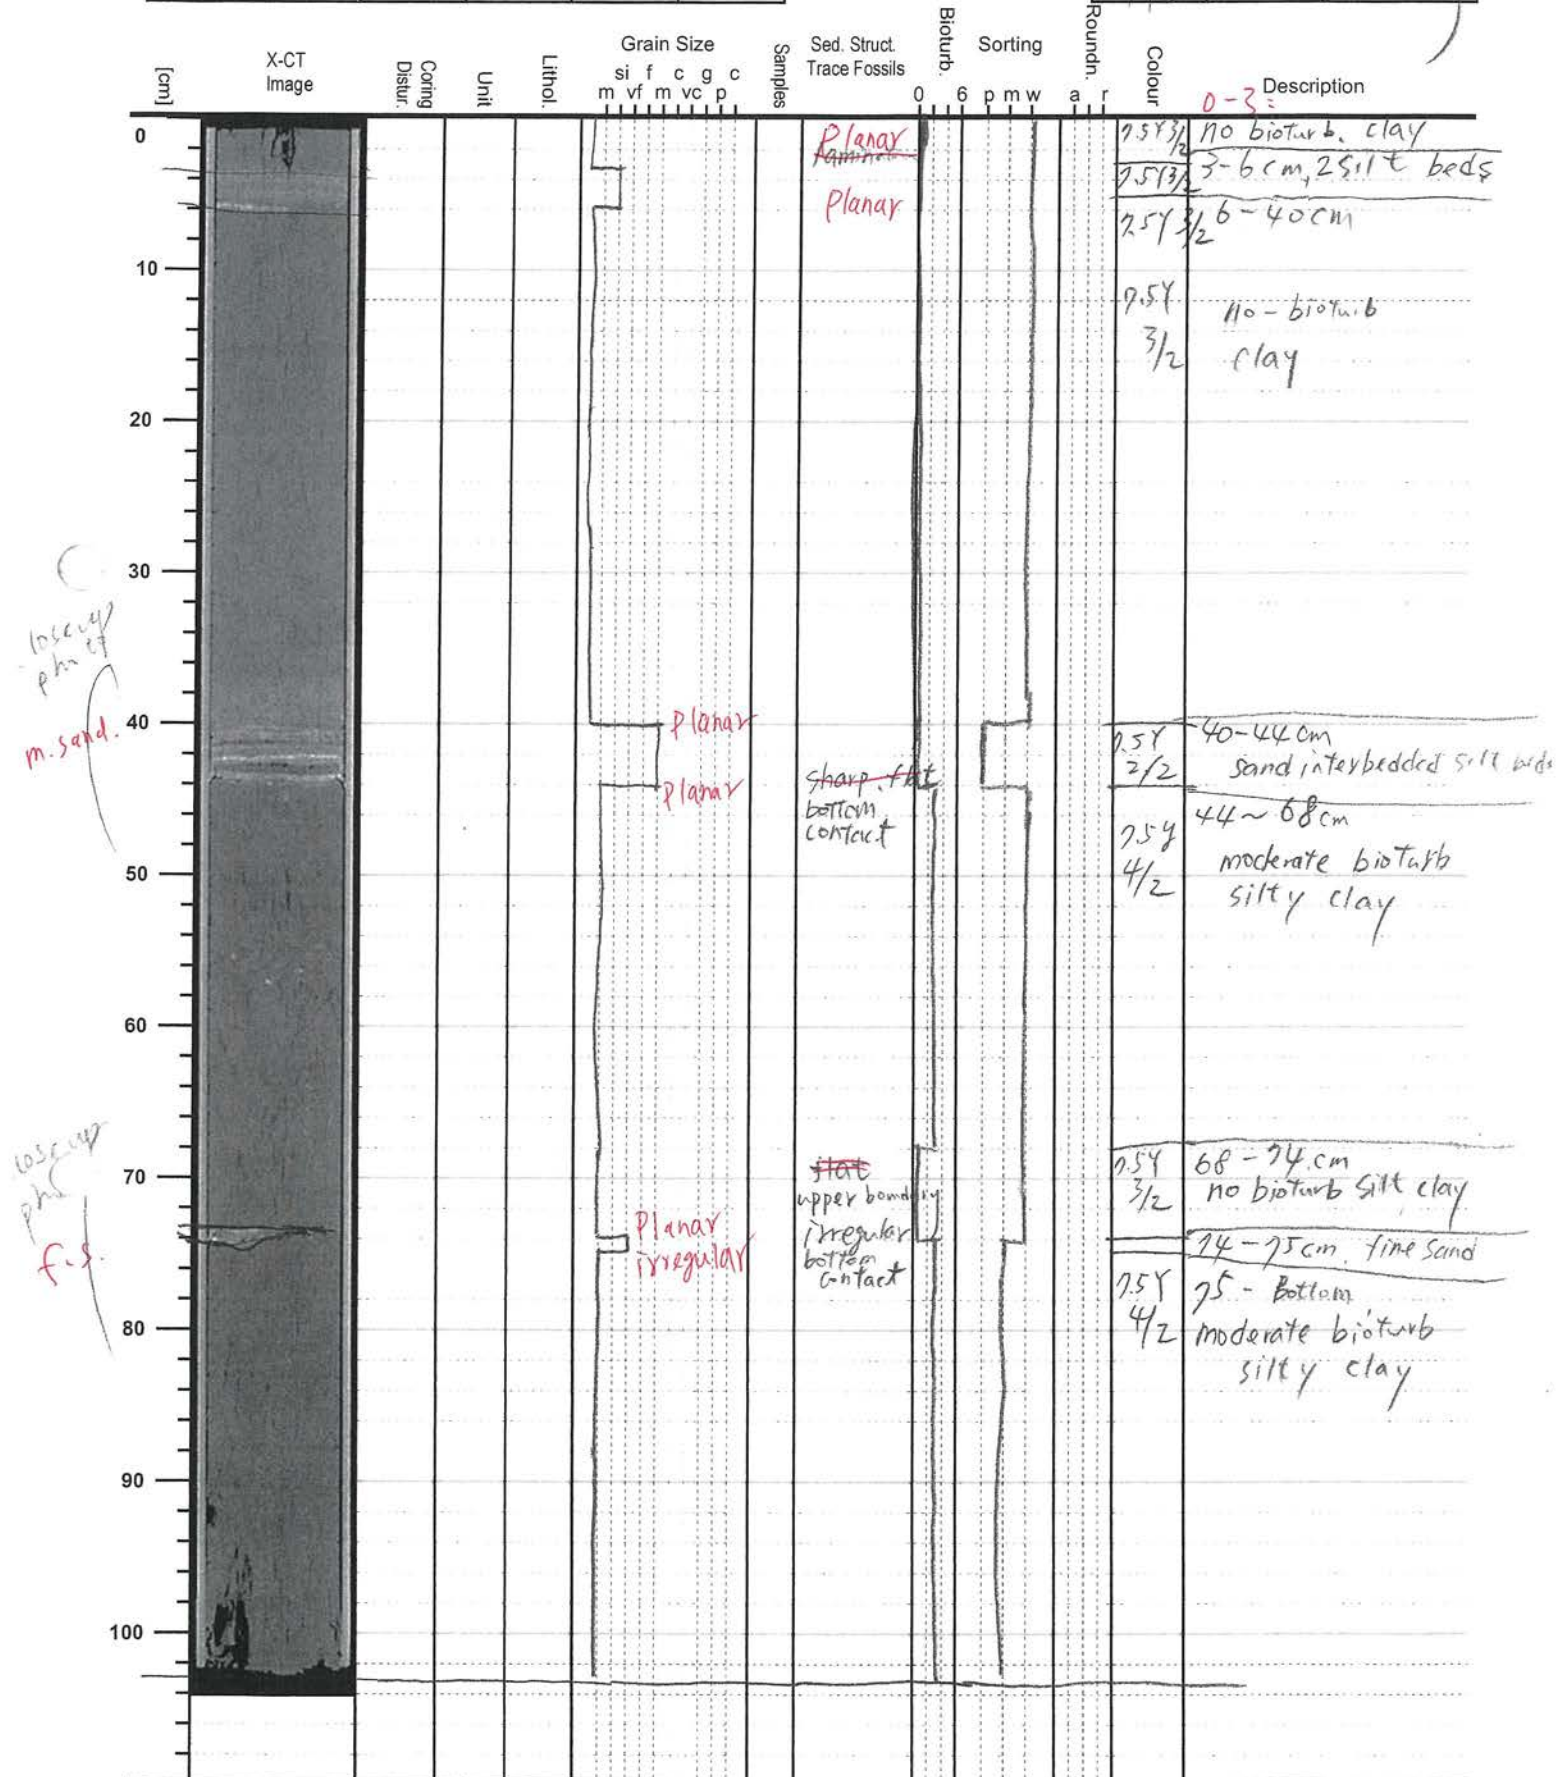 [cm]
X-CT
Image
Coring
Distur.
Unit
Lithol.
Grain Size
si f c g c
m vf m vc p
Samples
Sed. Struct.
Trace Fossils
Bioturb.
0 6
Sorting
p m w
Roundn.
a r
Colour
Description
0-3:
0
Planar
7.5Y 3/2
no bioturb. clay
7.5Y 3/2
3-6cm, 2 silt beds
Planar
7.5Y 3/2
6-40cm
10
7.5Y
3/2
no-bioturb
clay
20
30
closeup
m. sand.
40
Planar
Planar
sharp, flat
bottom
contact
7.5Y
2/2
40-44cm
sand interbedded silt beds
7.5Y
4/2
44~68cm
moderate bioturb
silty clay
50
60
closeup
f.s.
70
flat
upper boundary
irregular
bottom
contact
Planar
irregular
7.5Y
3/2
68-74.cm
no bioturb silt clay
74-75cm. fine sand
7.5Y
4/2
75- Bottom
moderate bioturb
silty clay
80
90
100